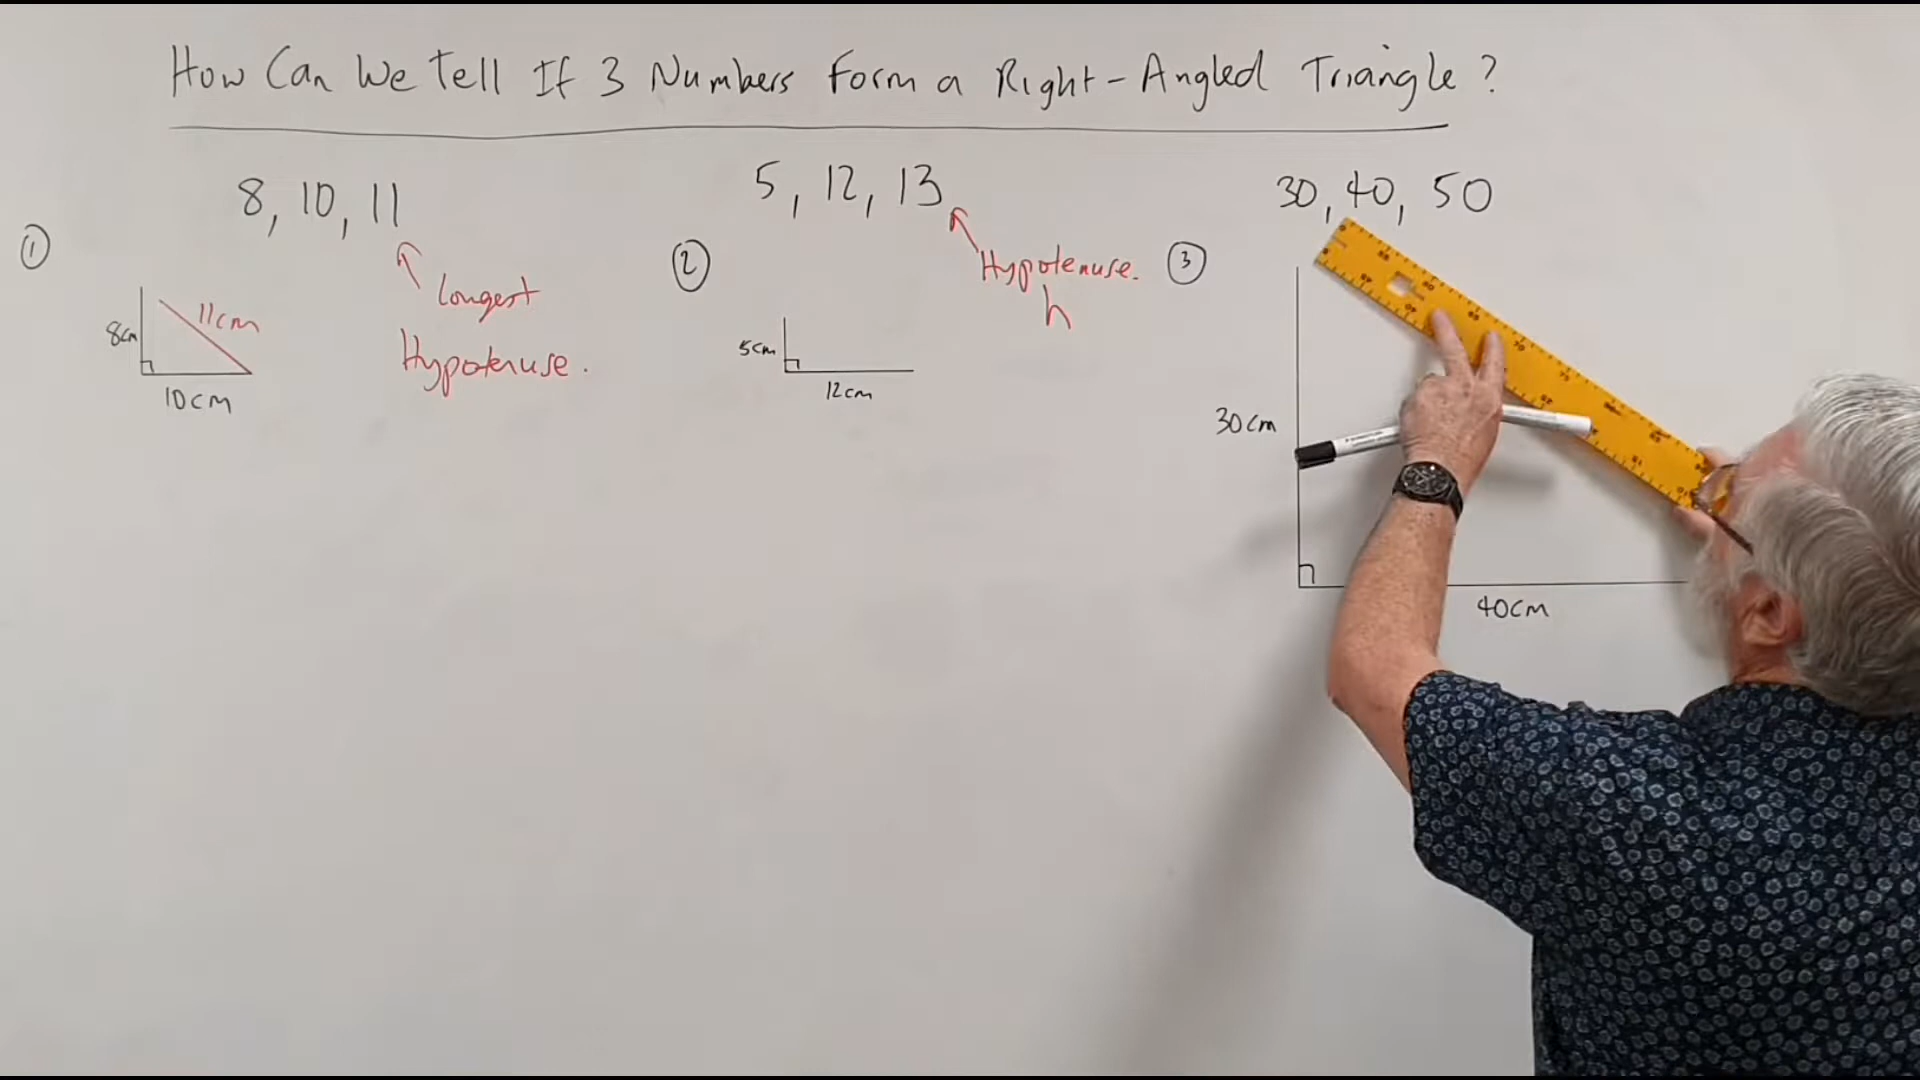 How Can We Tell If 3 Numbers Form a Right-Angled Triangle?
①
8, 10, 11
Longest
Hypotenuse.
8cm
11cm
10cm
②
5, 12, 13
Hypotenuse.
h
5cm
12cm
③
30, 40, 50
30cm
40cm